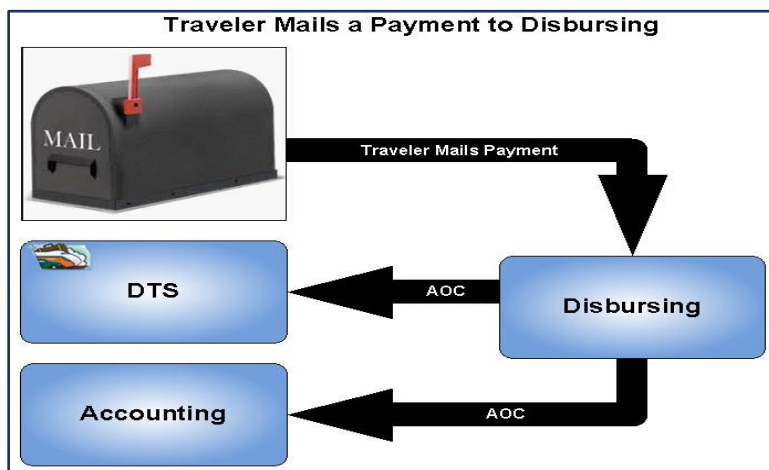 Traveler Mails a Payment to Disbursing
MAIL
Traveler Mails Payment
DTS
AOC
Disbursing
Accounting
AOC